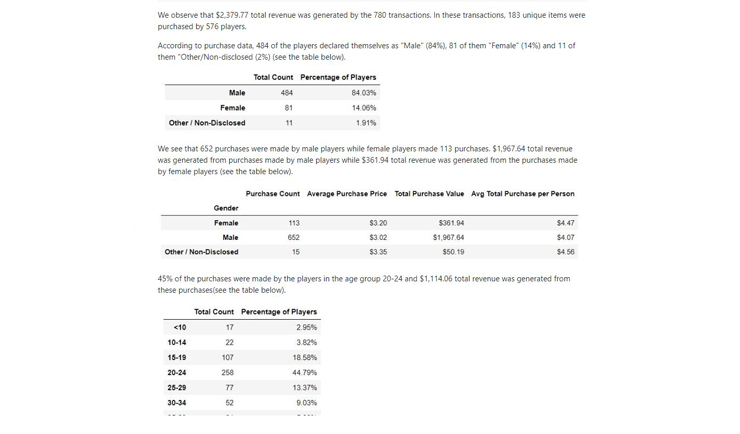 We observe that $2,379.77 total revenue was generated by the 780 transactions. In these transactions, 183 unique items were
purchased by 576 players.
According to purchase data, 484 of the players declared themselves as "Male" (84%), 81 of them "Female" (14%) and 11 of
them "Other/Non-disclosed (2%) (see the table below).
Total Count Percentage of Players
Male 484 84.03%
Female 81 14.06%
Other / Non-Disclosed 11 1.91%
We see that 652 purchases were made by male players while female players made 113 purchases. $1,967.64 total revenue
was generated from purchases made by male players while $361.94 total revenue was generated from the purchases made
by female players (see the table below).
Purchase Count Average Purchase Price Total Purchase Value Avg Total Purchase per Person
Gender
Female 113 $3.20 $361.94 $4.47
Male 652 $3.02 $1,967.64 $4.07
Other / Non-Disclosed 15 $3.35 $50.19 $4.56
45% of the purchases were made by the players in the age group 20-24 and $1,114.06 total revenue was generated from
these purchases(see the table below).
Total Count Percentage of Players
<10 17 2.95%
10-14 22 3.82%
15-19 107 18.58%
20-24 258 44.79%
25-29 77 13.37%
30-34 52 9.03%